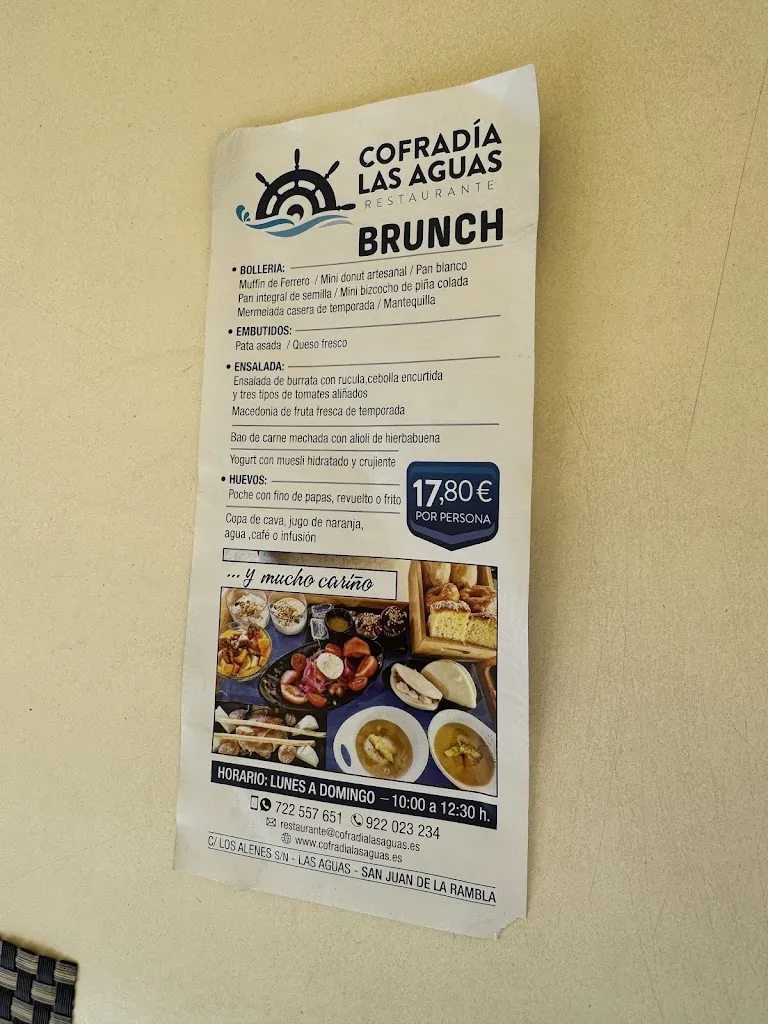 COFRADÍA
LAS AGUAS
RESTAURANTE
BRUNCH
• BOLLERIA:
Muffin de Ferrero / Mini donut artesanal / Pan blanco
Pan integral de semilla / Mini bizcocho de piña colada
Mermelada casera de temporada / Mantequilla
• EMBUTIDOS:
Pata asada / Queso fresco
• ENSALADA:
Ensalada de burrata con rucula,cebolla encurtida
y tres tipos de tomates aliñados
Macedonia de fruta fresca de temporada
Bao de carne mechada con alioli de hierbabuena
Yogurt con muesli hidratado y crujiente
• HUEVOS:
Poche con fino de papas, revuelto o frito
Copa de cava, jugo de naranja,
agua ,café o infusión
17,80 €
POR PERSONA
... y mucho cariño
HORARIO: LUNES A DOMINGO – 10:00 a 12:30 h.
722 557 651 922 023 234
restaurante@cofradialasaguas.es
www.cofradialasaguas.es
C/ LOS ALENES S/N - LAS AGUAS - SAN JUAN DE LA RAMBLA